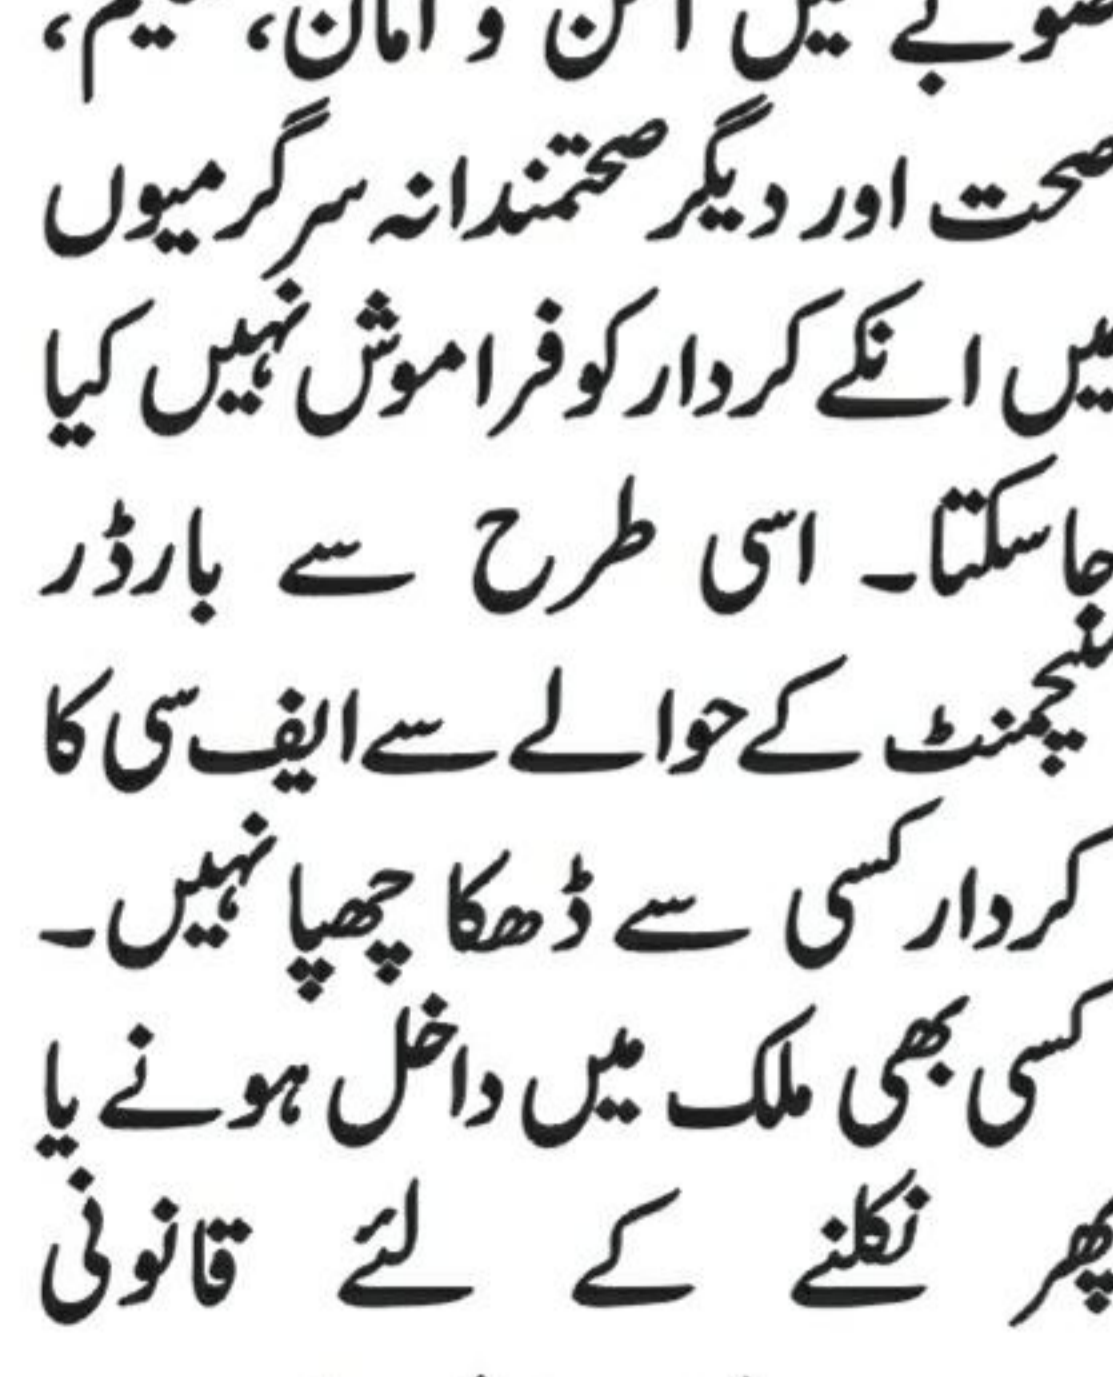 صوبے میں امن و امان، تعلیم،
صحت اور دیگر صحتمندانہ سرگرمیوں
میں انکے کردار کو فراموش نہیں کیا
جاسکتا۔ اسی طرح سے بارڈر
منیجمنٹ کے حوالے سے ایف سی کا
کردار کسی سے ڈھکا چھپا نہیں۔
کسی بھی ملک میں داخل ہونے یا
پھر نکلنے کے لئے قانونی